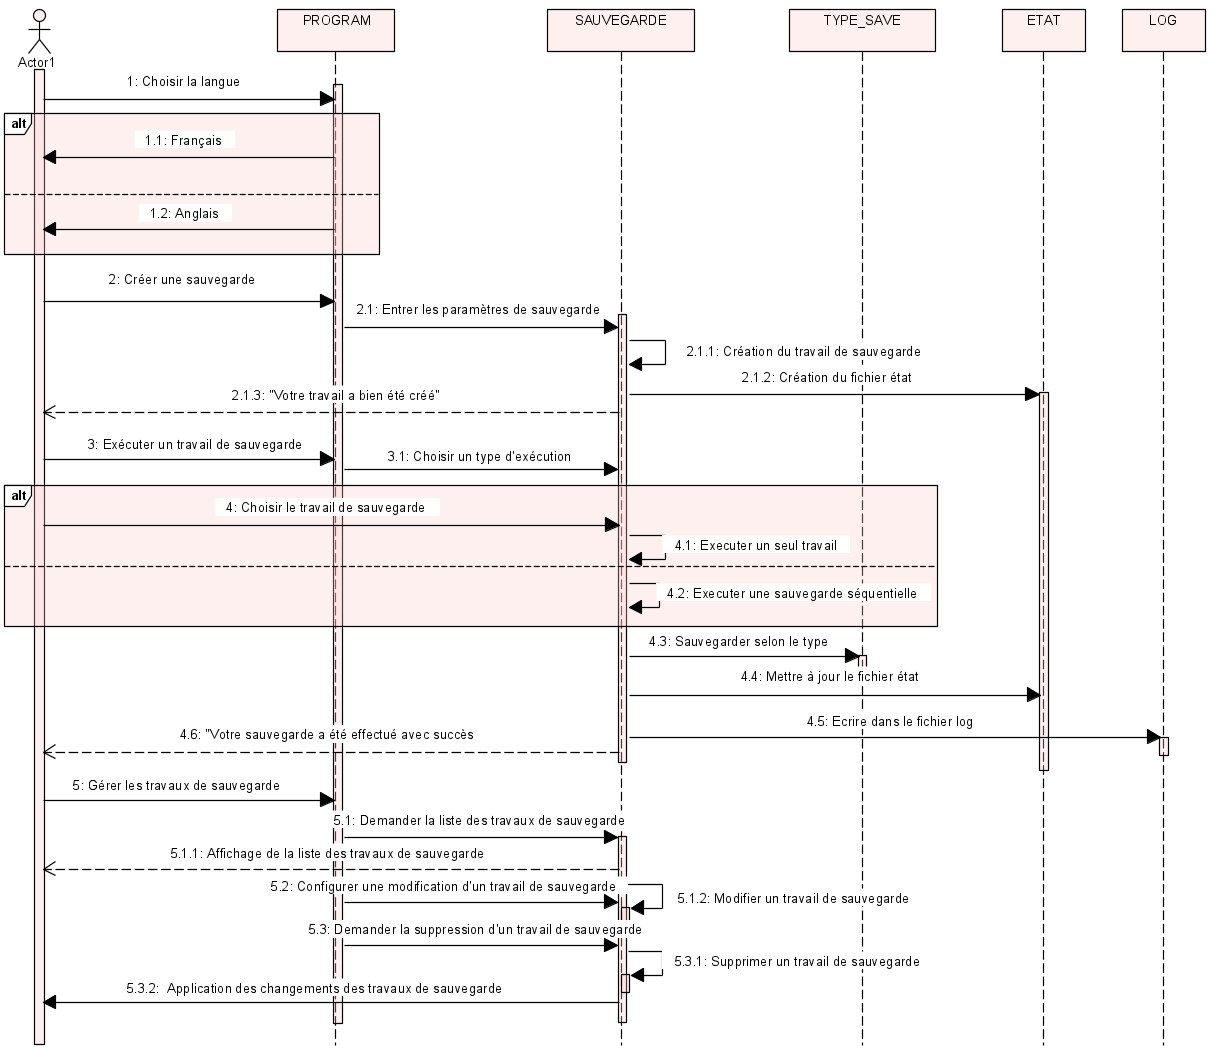 PROGRAM
SAUVEGARDE
TYPE_SAVE
ETAT
LOG
Actor1
1: Choisir la langue
alt
1.1: Français
1.2: Anglais
2: Créer une sauvegarde
2.1: Entrer les paramètres de sauvegarde
2.1.1: Création du travail de sauvegarde
2.1.2: Création du fichier état
2.1.3: "Votre travail a bien été créé"
3: Exécuter un travail de sauvegarde
3.1: Choisir un type d'exécution
alt
4: Choisir le travail de sauvegarde
4.1: Executer un seul travail
4.2: Executer une sauvegarde séquentielle
4.3: Sauvegarder selon le type
4.4: Mettre à jour le fichier état
4.5: Ecrire dans le fichier log
4.6: "Votre sauvegarde a été effectué avec succès
5: Gérer les travaux de sauvegarde
5.1: Demander la liste des travaux de sauvegarde
5.1.1: Affichage de la liste des travaux de sauvegarde
5.2: Configurer une modification d'un travail de sauvegarde
5.1.2: Modifier un travail de sauvegarde
5.3: Demander la suppression d'un travail de sauvegarde
5.3.1: Supprimer un travail de sauvegarde
5.3.2: Application des changements des travaux de sauvegarde